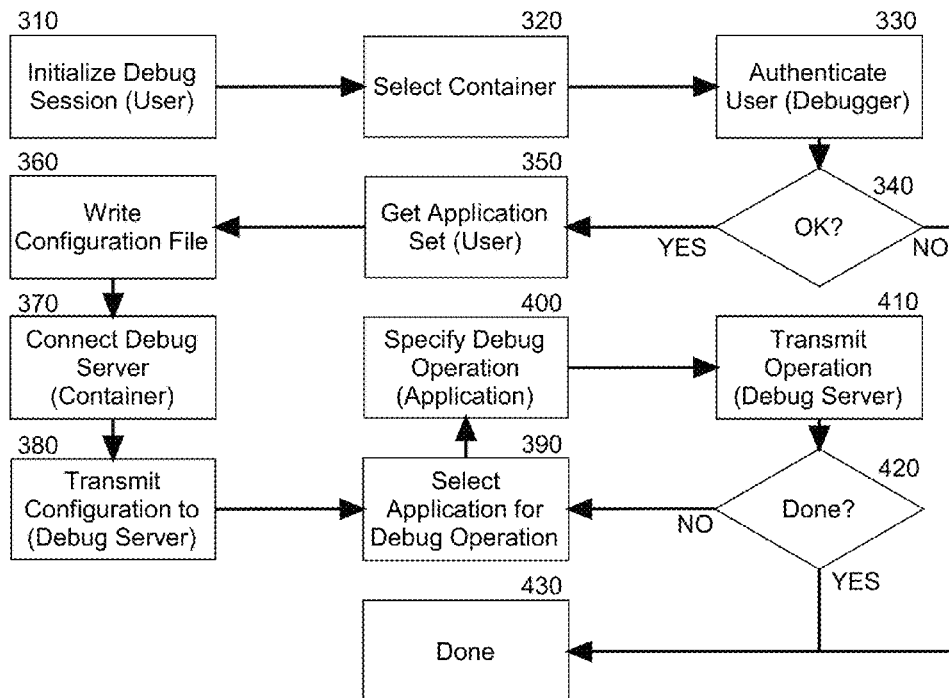 310
Initialize Debug
Session (User)
320
Select Container
330
Authenticate
User (Debugger)
340
OK?
YES
NO
350
Get Application
Set (User)
360
Write
Configuration File
370
Connect Debug
Server
(Container)
380
Transmit
Configuration to
(Debug Server)
390
Select
Application for
Debug Operation
400
Specify Debug
Operation
(Application)
410
Transmit
Operation
(Debug Server)
420
Done?
NO
YES
430
Done